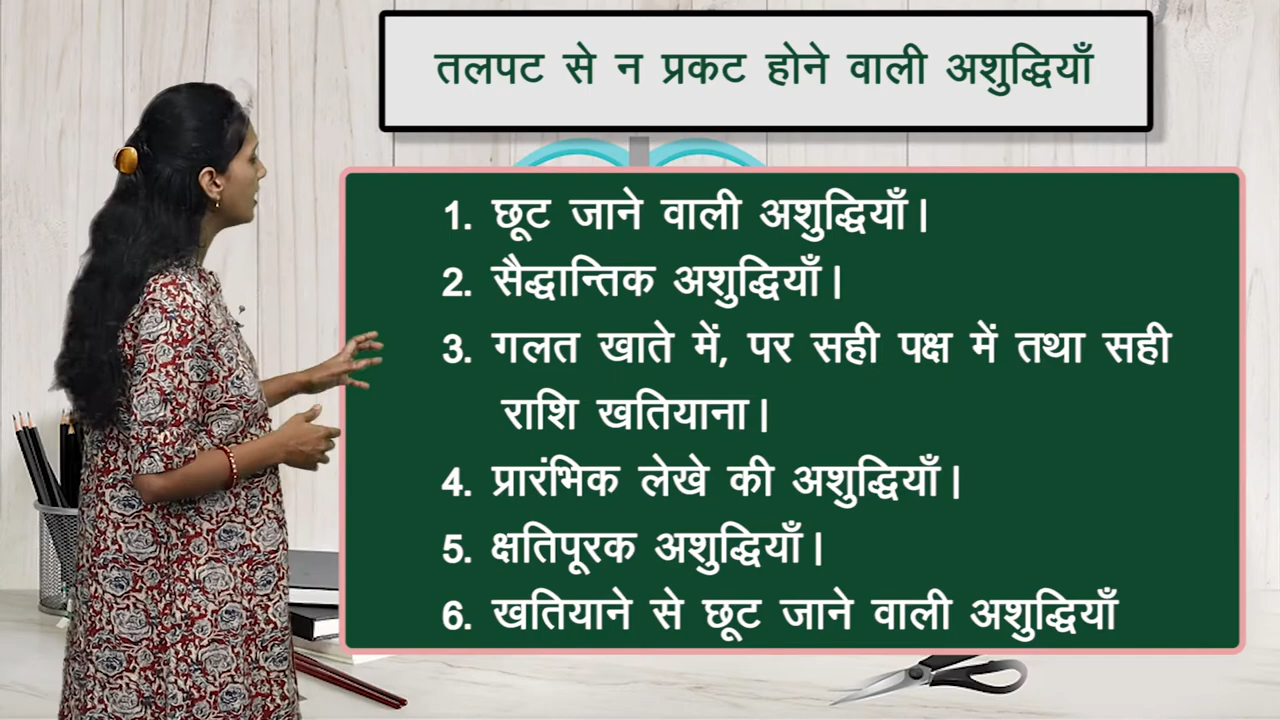 तलपट से न प्रकट होने वाली अशुद्धियाँ
1. छूट जाने वाली अशुद्धियाँ।
2. सैद्धान्तिक अशुद्धियाँ।
3. गलत खाते में, पर सही पक्ष में तथा सही
राशि खतियाना।
4. प्रारंभिक लेखे की अशुद्धियाँ।
5. क्षतिपूरक अशुद्धियाँ।
6. खतियाने से छूट जाने वाली अशुद्धियाँ